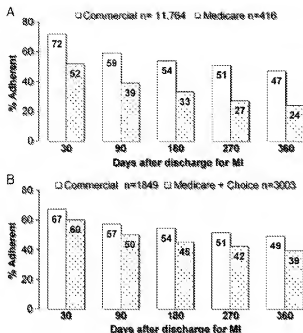 A
Commercial n= 11,764 Medicare n=416
% Adherent
80
60
40
20
0
72 52 59 39 54 33 51 27 47 24
30 90 180 270 360
Days after discharge for MI
B
Commercial n=1849 Medicare + Choice n=3003
% Adherent
80
60
40
20
0
67 60 57 50 54 45 51 42 49 39
30 90 180 270 360
Days after discharge for MI